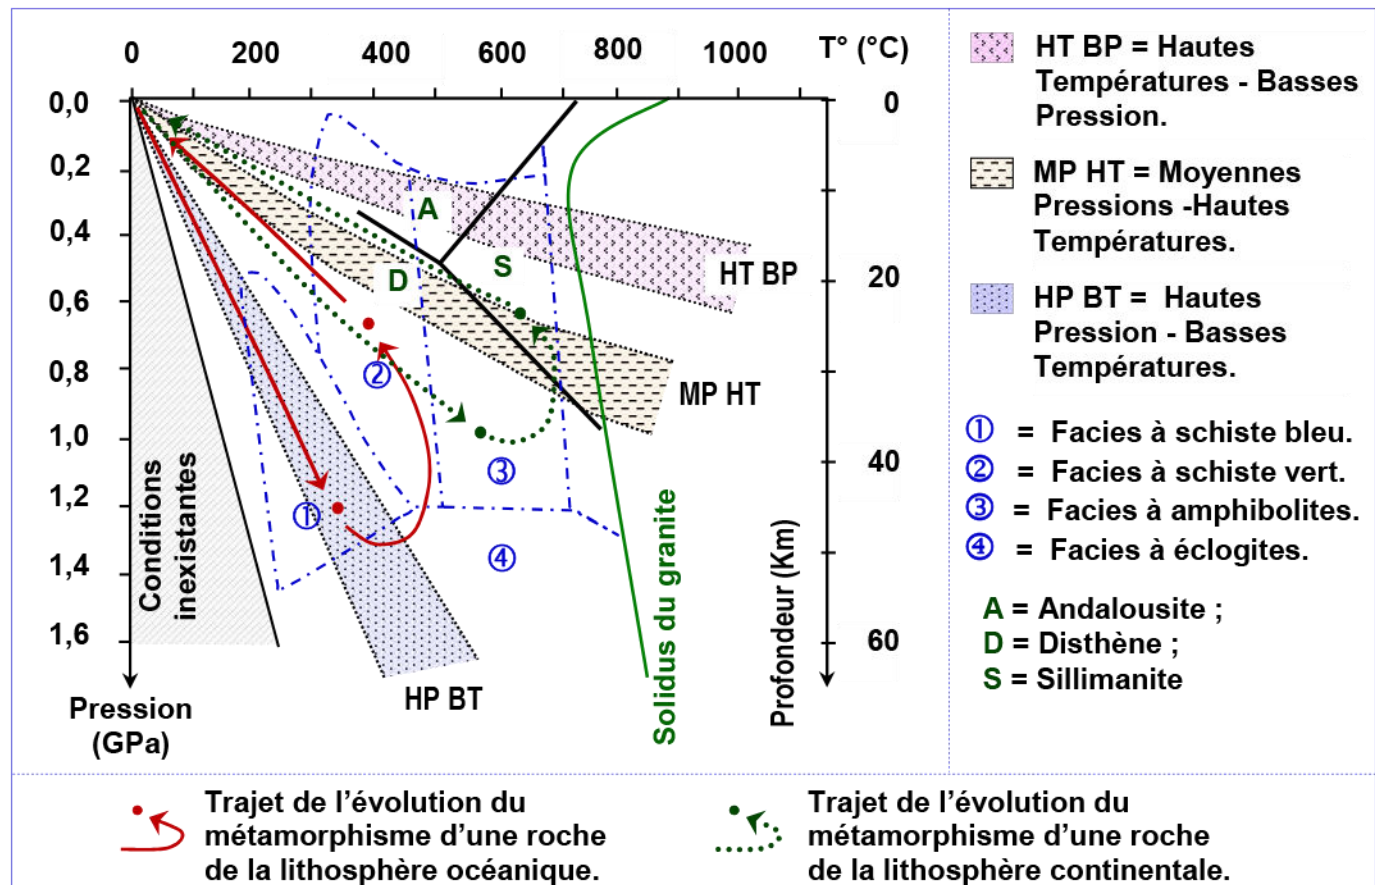 0 200 400 600 800 1000 T° (°C)
0,0
0,2
0,4
0,6
0,8
1,0
1,2
1,4
1,6
Pression
(GPa)
0
20
40
60
Profondeur (Km)
Conditions
inexistantes
A
S
D
HT BP
MP HT
HP BT
②
③
①
④
Solidus du granite
HT BP = Hautes
Températures - Basses
Pression.
MP HT = Moyennes
Pressions -Hautes
Températures.
HP BT = Hautes
Pression - Basses
Températures.
① = Facies à schiste bleu.
② = Facies à schiste vert.
③ = Facies à amphibolites.
④ = Facies à éclogites.
A = Andalousite ;
D = Disthène ;
S = Sillimanite
Trajet de l’évolution du
métamorphisme d’une roche
de la lithosphère océanique.
Trajet de l’évolution du
métamorphisme d’une roche
de la lithosphère continentale.